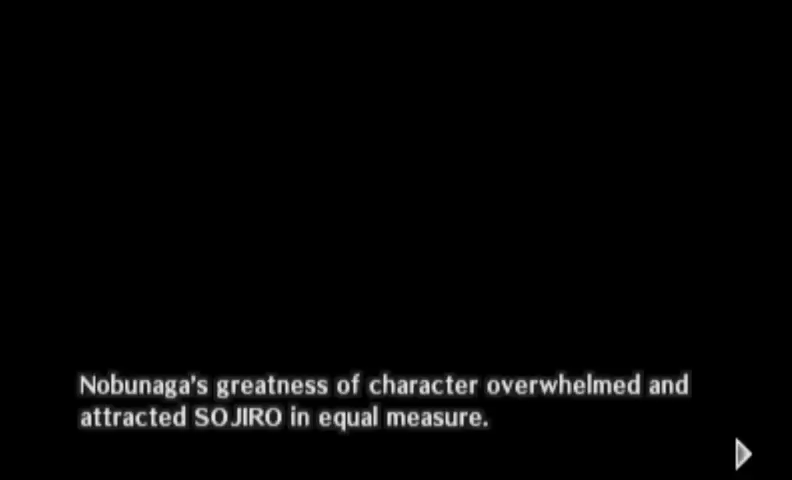 Nobunaga's greatness of character overwhelmed and
attracted SOJIRO in equal measure.